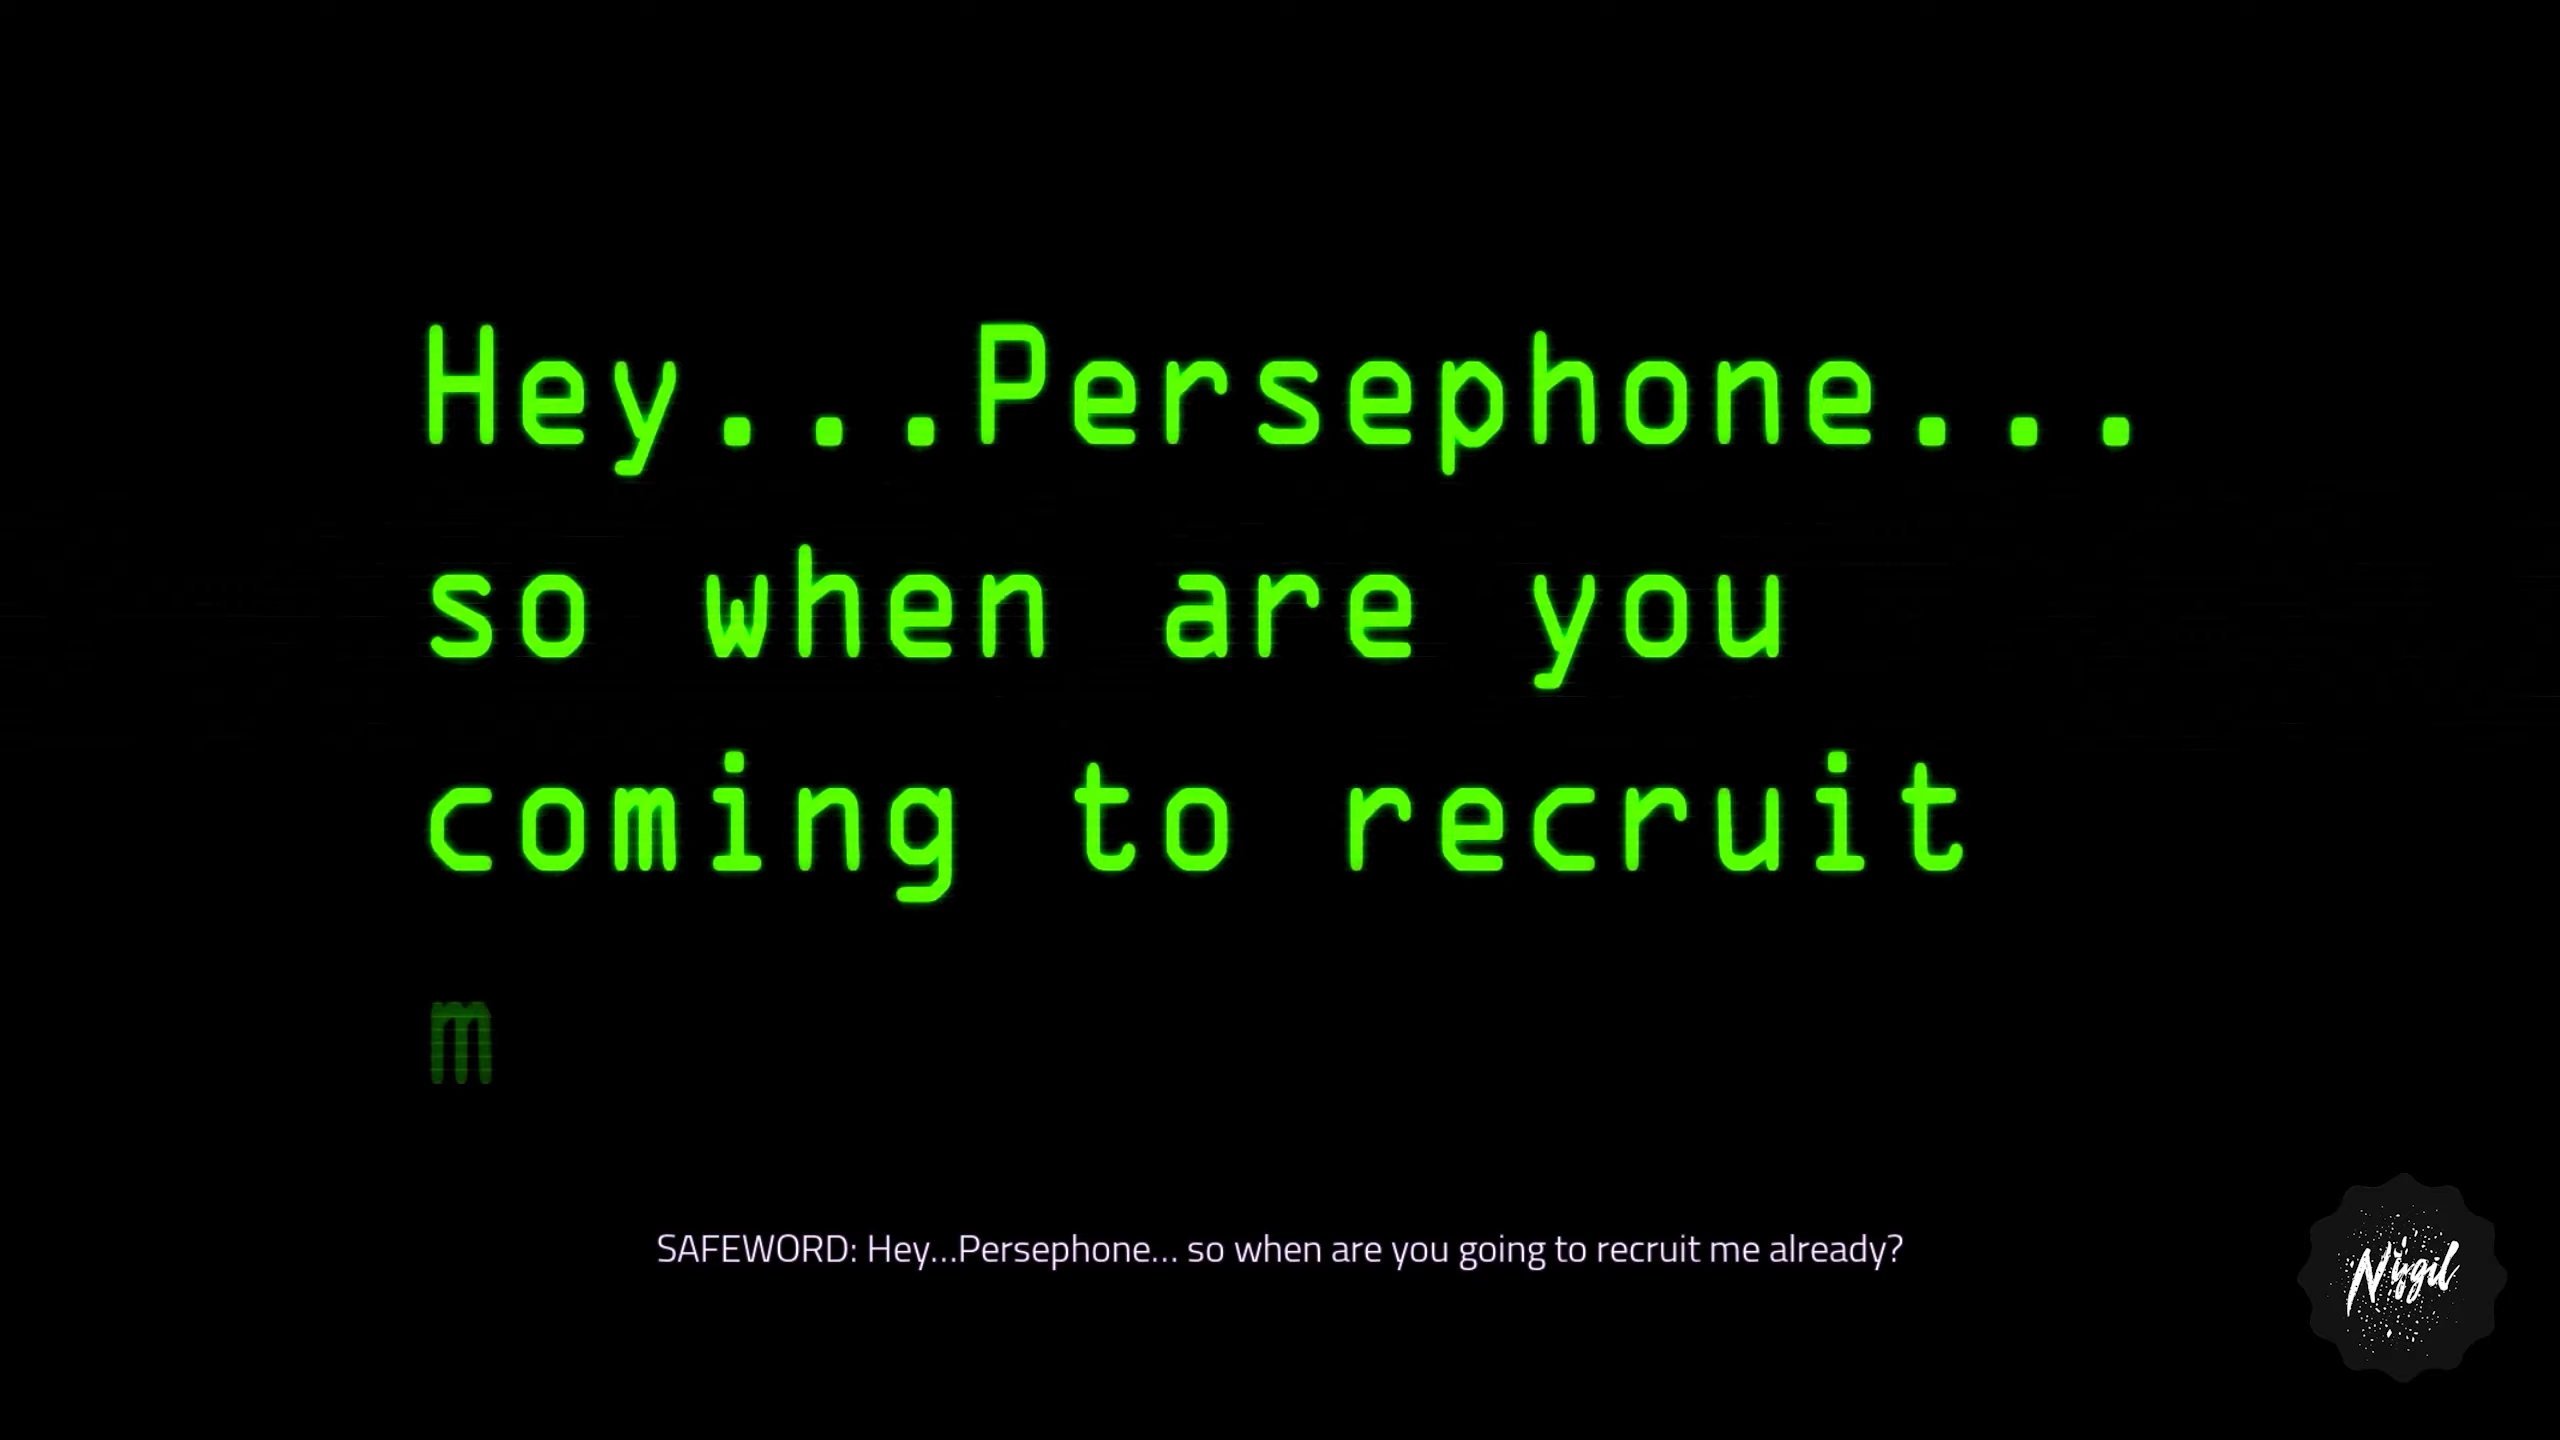 Hey...Persephone...
so when are you
coming to recruit
m
SAFEWORD: Hey...Persephone... so when are you going to recruit me already?
Nygil